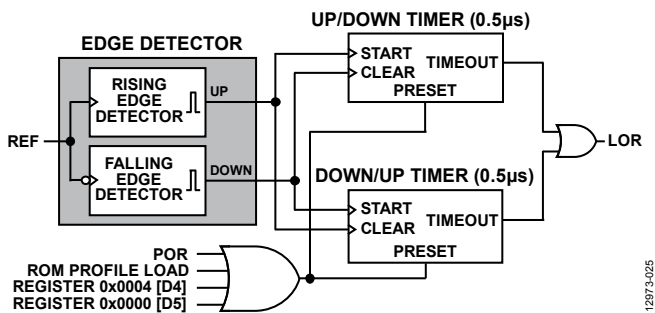 UP/DOWN TIMER (0.5µs)
EDGE DETECTOR
START
CLEAR
TIMEOUT
PRESET
RISING
EDGE
DETECTOR
UP
REF
FALLING
EDGE
DETECTOR
DOWN
LOR
DOWN/UP TIMER (0.5µs)
START
CLEAR
TIMEOUT
PRESET
POR
ROM PROFILE LOAD
REGISTER 0x0004 [D4]
REGISTER 0x0000 [D5]
12973-025